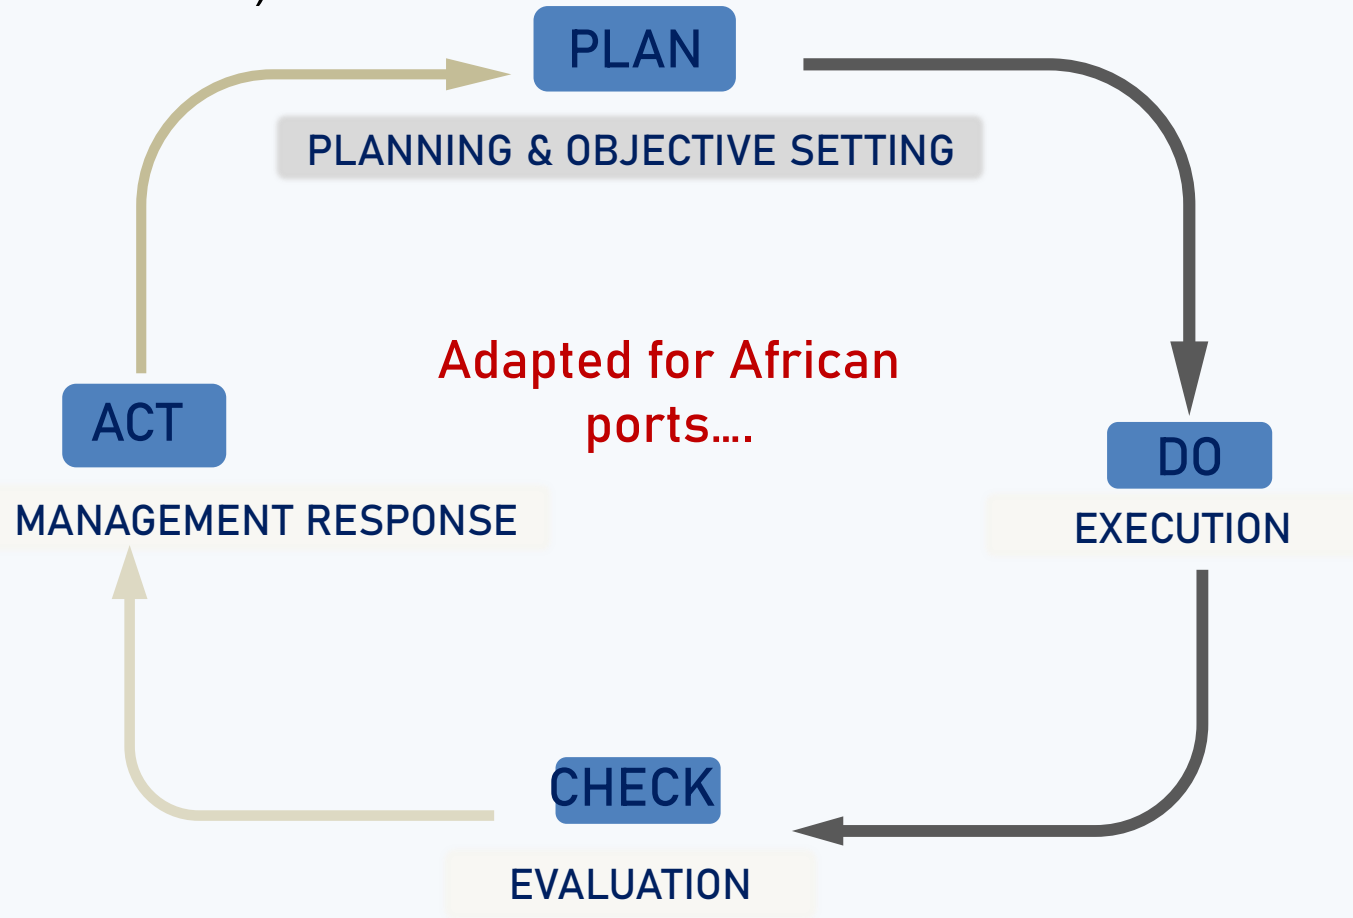 PLAN
PLANNING & OBJECTIVE SETTING
Adapted for African
ports....
ACT
MANAGEMENT RESPONSE
DO
EXECUTION
CHECK
EVALUATION